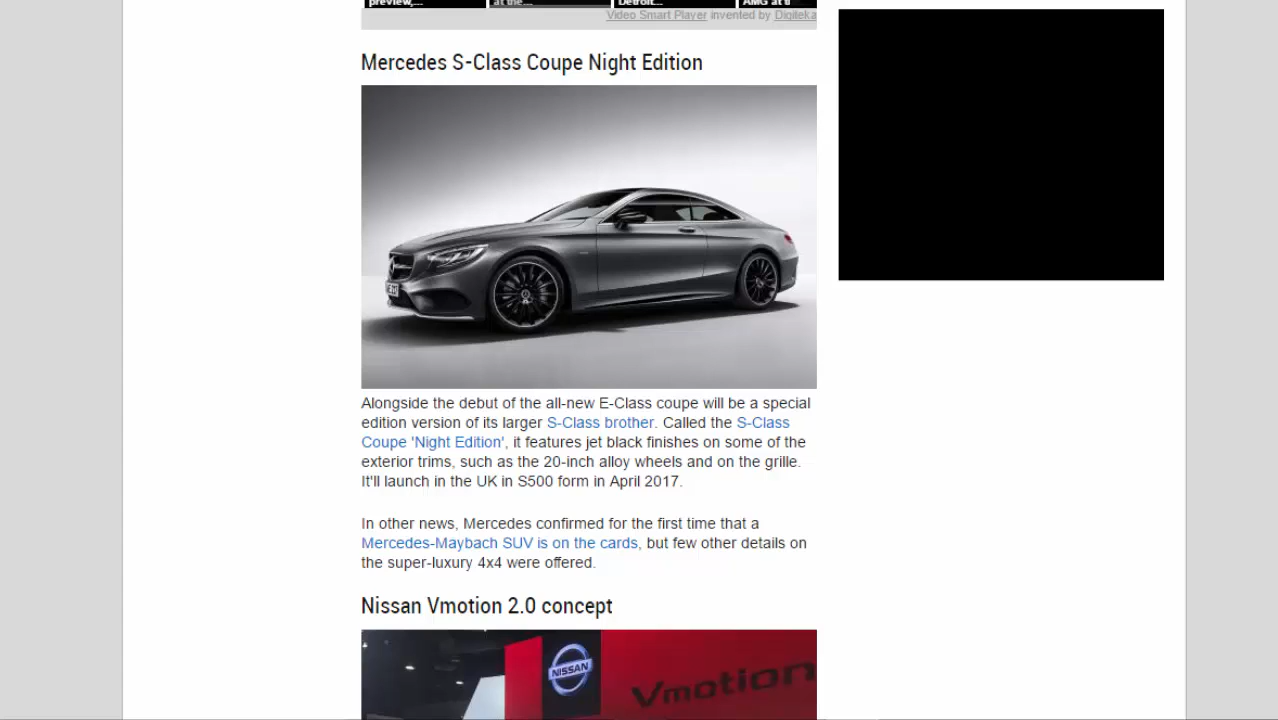 preview,...
at the...
Detroit...
Video Smart Player invented by Digiteka
Mercedes S-Class Coupe Night Edition
Alongside the debut of the all-new E-Class coupe will be a special
edition version of its larger S-Class brother. Called the S-Class
Coupe 'Night Edition', it features jet black finishes on some of the
exterior trims, such as the 20-inch alloy wheels and on the grille.
It'll launch in the UK in S500 form in April 2017.
In other news, Mercedes confirmed for the first time that a
Mercedes-Maybach SUV is on the cards, but few other details on
the super-luxury 4x4 were offered.
Nissan Vmotion 2.0 concept
NISSAN
Vmotion